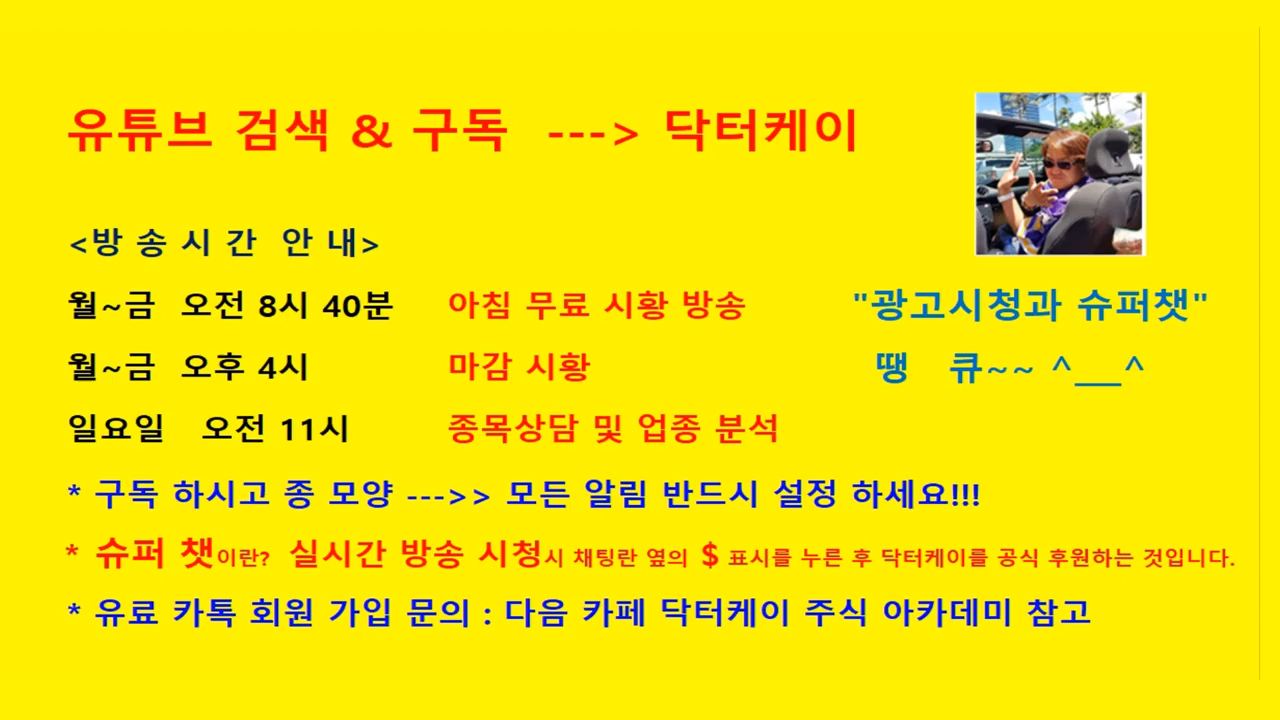 유튜브 검색 & 구독 ---> 닥터케이
<방 송 시 간 안 내>
월~금 오전 8시 40분 아침 무료 시황 방송
월~금 오후 4시 마감 시황
일요일 오전 11시 종목상담 및 업종 분석
"광고시청과 슈퍼챗"
땡 큐~~ ^__^
* 구독 하시고 종 모양 --->> 모든 알림 반드시 설정 하세요!!!
* 슈퍼 챗이란? 실시간 방송 시청시 채팅란 옆의 $ 표시를 누른 후 닥터케이를 공식 후원하는 것입니다.
* 유료 카톡 회원 가입 문의 : 다음 카페 닥터케이 주식 아카데미 참고